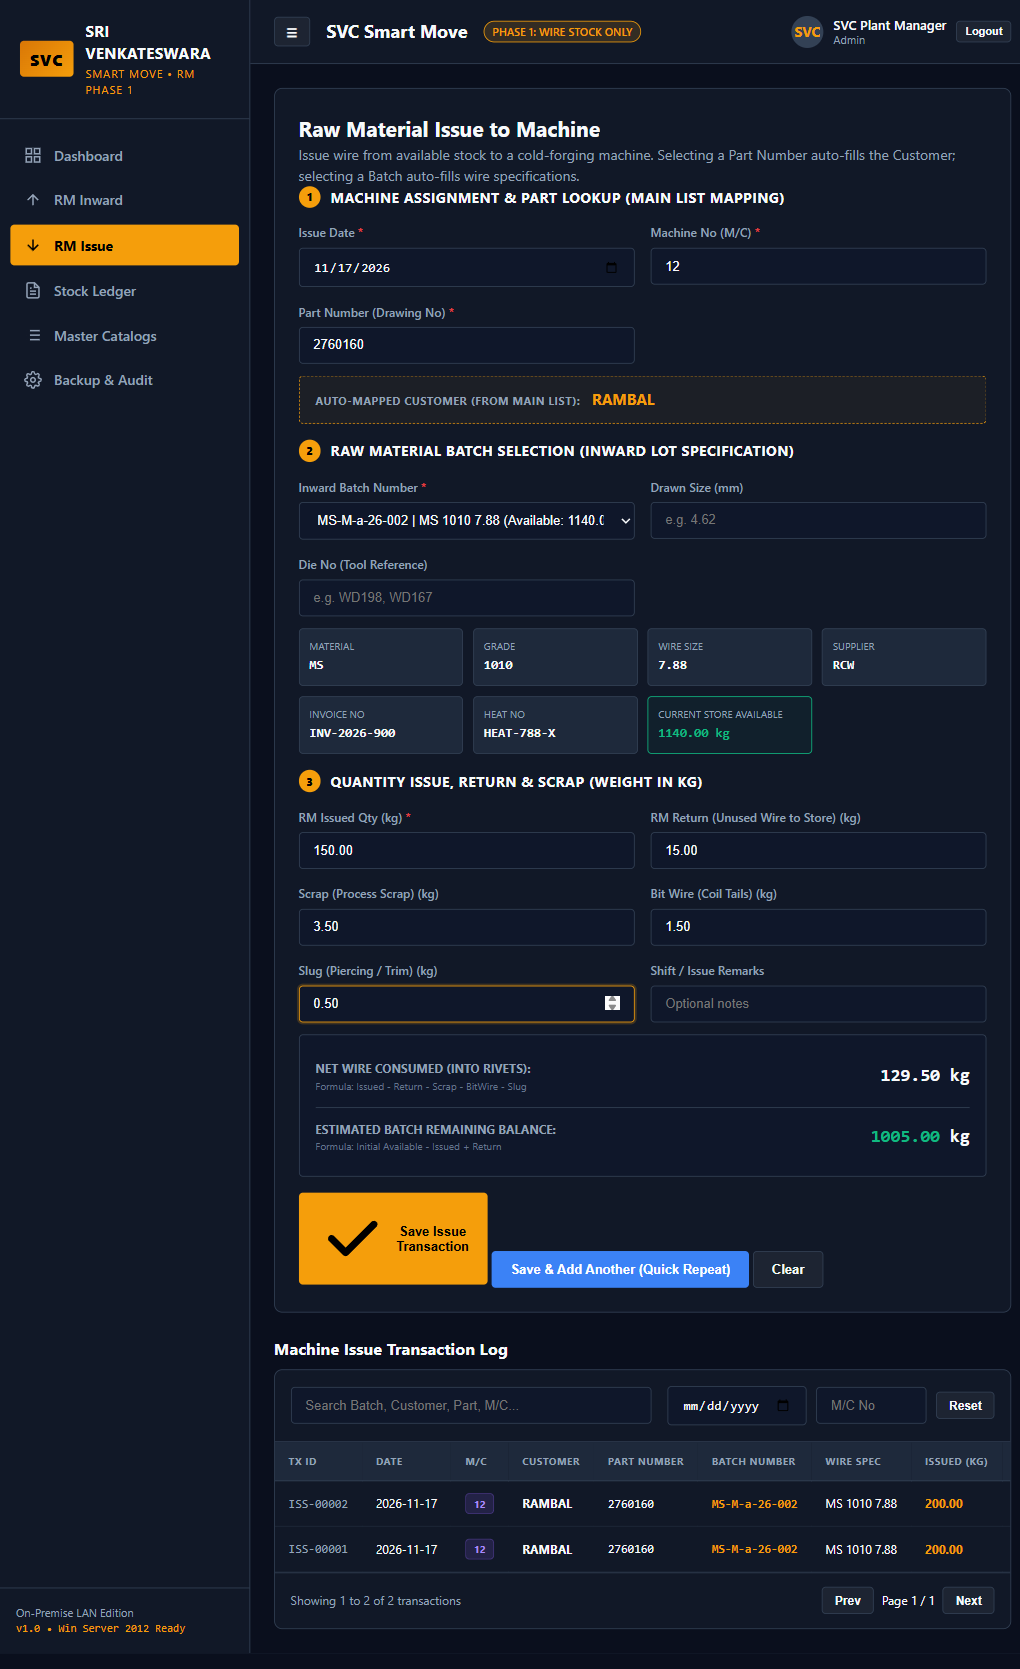 SVC
SRI
VENKATESWARA
SMART MOVE • RM
PHASE 1
Dashboard
RM Inward
RM Issue
Stock Ledger
Master Catalogs
Backup & Audit
On-Premise LAN Edition
v1.0 • Win Server 2012 Ready
SVC Smart Move
PHASE 1: WIRE STOCK ONLY
SVC
SVC Plant Manager
Admin
Logout
Raw Material Issue to Machine
Issue wire from available stock to a cold-forging machine. Selecting a Part Number auto-fills the Customer;
selecting a Batch auto-fills wire specifications.
1 MACHINE ASSIGNMENT & PART LOOKUP (MAIN LIST MAPPING)
Issue Date * Machine No (M/C) *
11/17/2026 12
Part Number (Drawing No) *
2760160
AUTO-MAPPED CUSTOMER (FROM MAIN LIST): RAMBAL
2 RAW MATERIAL BATCH SELECTION (INWARD LOT SPECIFICATION)
Inward Batch Number * Drawn Size (mm)
MS-M-a-26-002 | MS 1010 7.88 (Available: 1140.0 e.g. 4.62
Die No (Tool Reference)
e.g. WD198, WD167
MATERIAL GRADE WIRE SIZE SUPPLIER
MS 1010 7.88 RCW
INVOICE NO HEAT NO CURRENT STORE AVAILABLE
INV-2026-900 HEAT-788-X 1140.00 kg
3 QUANTITY ISSUE, RETURN & SCRAP (WEIGHT IN KG)
RM Issued Qty (kg) * RM Return (Unused Wire to Store) (kg)
150.00 15.00
Scrap (Process Scrap) (kg) Bit Wire (Coil Tails) (kg)
3.50 1.50
Slug (Piercing / Trim) (kg) Shift / Issue Remarks
0.50 Optional notes
NET WIRE CONSUMED (INTO RIVETS): 129.50 kg
Formula: Issued - Return - Scrap - BitWire - Slug
ESTIMATED BATCH REMAINING BALANCE: 1005.00 kg
Formula: Initial Available - Issued + Return
Save Issue
Transaction
Save & Add Another (Quick Repeat) Clear
Machine Issue Transaction Log
Search Batch, Customer, Part, M/C... mm/dd/yyyy M/C No Reset
TX ID DATE M/C CUSTOMER PART NUMBER BATCH NUMBER WIRE SPEC ISSUED (KG)
ISS-00002 2026-11-17 12 RAMBAL 2760160 MS-M-a-26-002 MS 1010 7.88 200.00
ISS-00001 2026-11-17 12 RAMBAL 2760160 MS-M-a-26-002 MS 1010 7.88 200.00
Showing 1 to 2 of 2 transactions Prev Page 1 / 1 Next